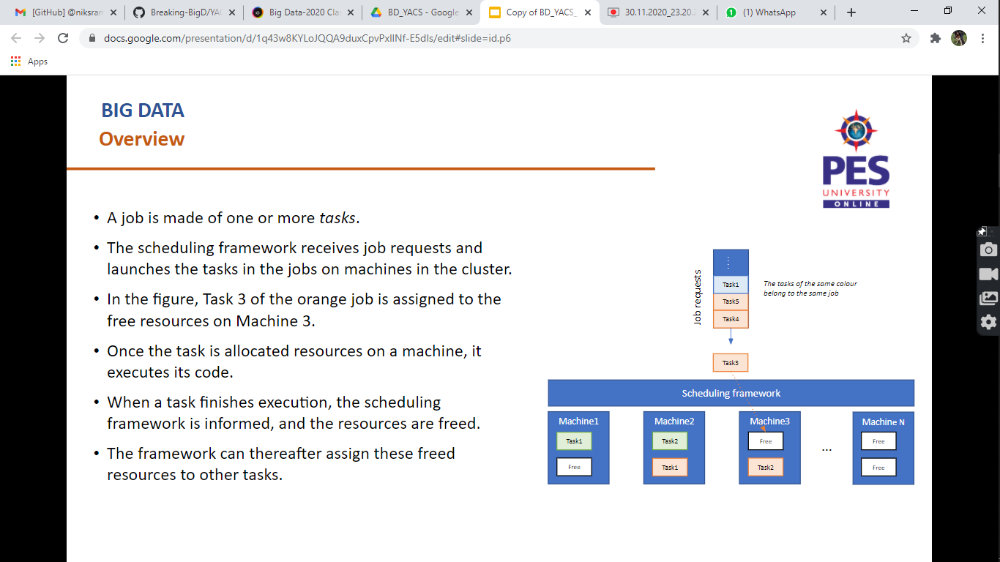 [GitHub] @niksran
Breaking-BigD/YAC
Big Data-2020 Clas
BD_YACS - Google
Copy of BD_YACS_
30.11.2020_23.20.
(1) WhatsApp
docs.google.com/presentation/d/1q43w8KYLoJQQA9duxCpvPxIlNf-E5dIs/edit#slide=id.p6
Apps
BIG DATA
Overview
PES
UNIVERSITY
ONLINE
• A job is made of one or more tasks.
• The scheduling framework receives job requests and
launches the tasks in the jobs on machines in the cluster.
• In the figure, Task 3 of the orange job is assigned to the
free resources on Machine 3.
• Once the task is allocated resources on a machine, it
executes its code.
• When a task finishes execution, the scheduling
framework is informed, and the resources are freed.
• The framework can thereafter assign these freed
resources to other tasks.
Job requests
Task1
Task5
Task4
The tasks of the same colour
belong to the same job
Task3
Scheduling framework
Machine1
Task1
Free
Machine2
Task2
Task1
Machine3
Free
Task2
...
Machine N
Free
Free